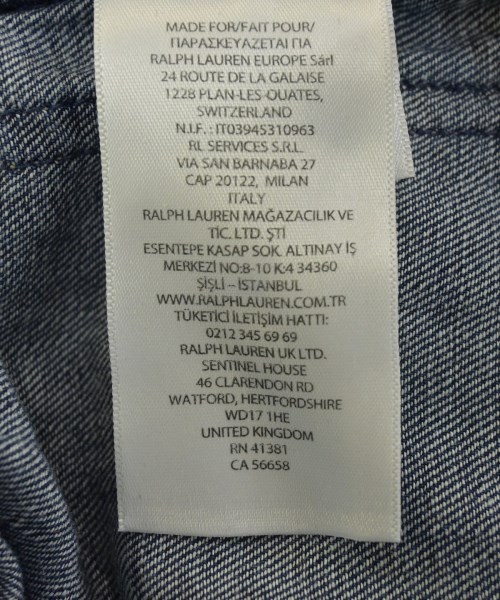 MADE FOR/FAIT POUR/
ΠΑΡΑΣΚΕΥΑΖΕΤΑΙ ΓΙΑ
RALPH LAUREN EUROPE Sárl
24 ROUTE DE LA GALAISE
1228 PLAN-LES-OUATES,
SWITZERLAND
N.I.F.: IT03945310963
RL SERVICES S.R.L.
VIA SAN BARNABA 27
CAP 20122, MILAN
ITALY
RALPH LAUREN MAĞAZACILIK VE
TİC. LTD. ŞTİ
ESENTEPE KASAP SOK. ALTINAY İŞ
MERKEZİ NO:8-10 K:4 34360
ŞİŞLİ – İSTANBUL
WWW.RALPHLAUREN.COM.TR
TÜKETİCİ İLETİŞİM HATTI:
0212 345 69 69
RALPH LAUREN UK LTD.
SENTINEL HOUSE
46 CLARENDON RD
WATFORD, HERTFORDSHIRE
WD17 1HE
UNITED KINGDOM
RN 41381
CA 56658